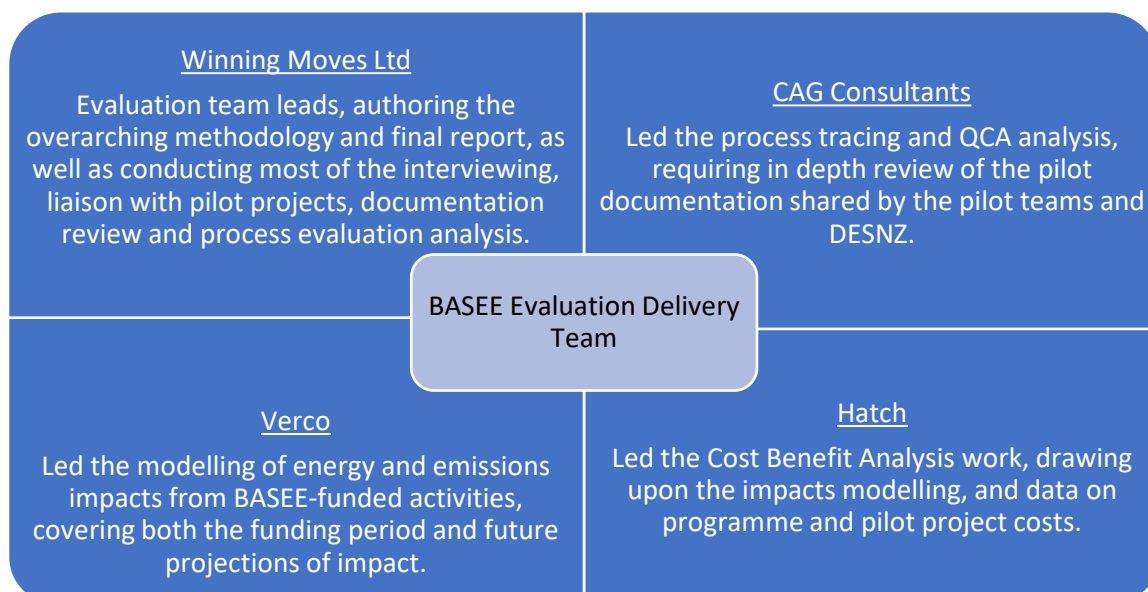 Winning Moves Ltd
Evaluation team leads, authoring the
overarching methodology and final report, as
well as conducting most of the interviewing,
liaison with pilot projects, documentation
review and process evaluation analysis.
CAG Consultants
Led the process tracing and QCA analysis,
requiring in depth review of the pilot
documentation shared by the pilot teams and
DESNZ.
BASEE Evaluation Delivery
Team
Verco
Led the modelling of energy and emissions
impacts from BASEE-funded activities,
covering both the funding period and future
projections of impact.
Hatch
Led the Cost Benefit Analysis work, drawing
upon the impacts modelling, and data on
programme and pilot project costs.